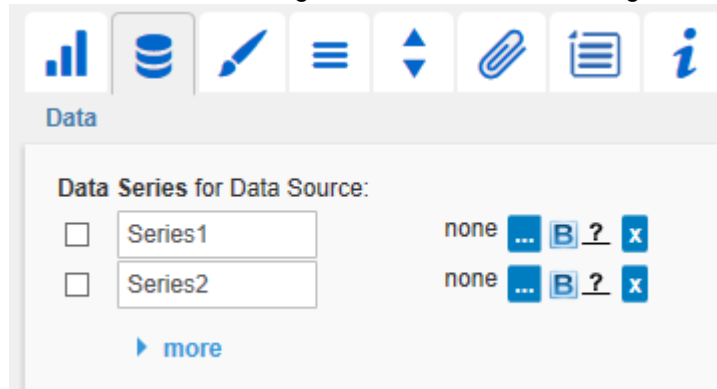 Data
Data Series for Data Source:
Series1 none ... B ? x
Series2 none ... B ? x
more